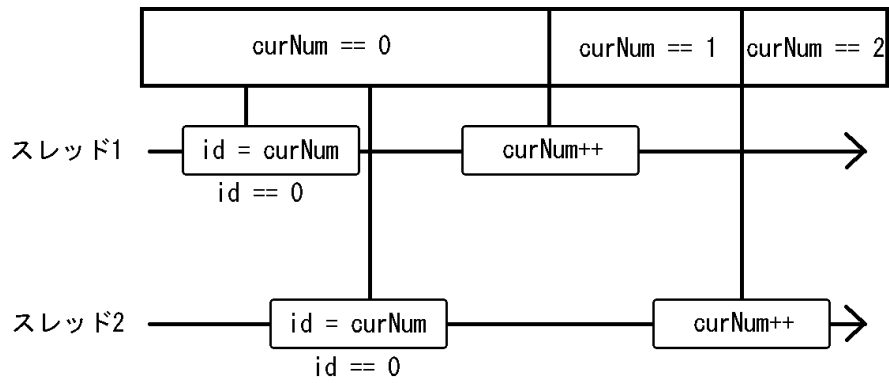 curNum == 0
curNum == 1
curNum == 2
スレッド1
id = curNum
curNum++
id == 0
スレッド2
id = curNum
curNum++
id == 0